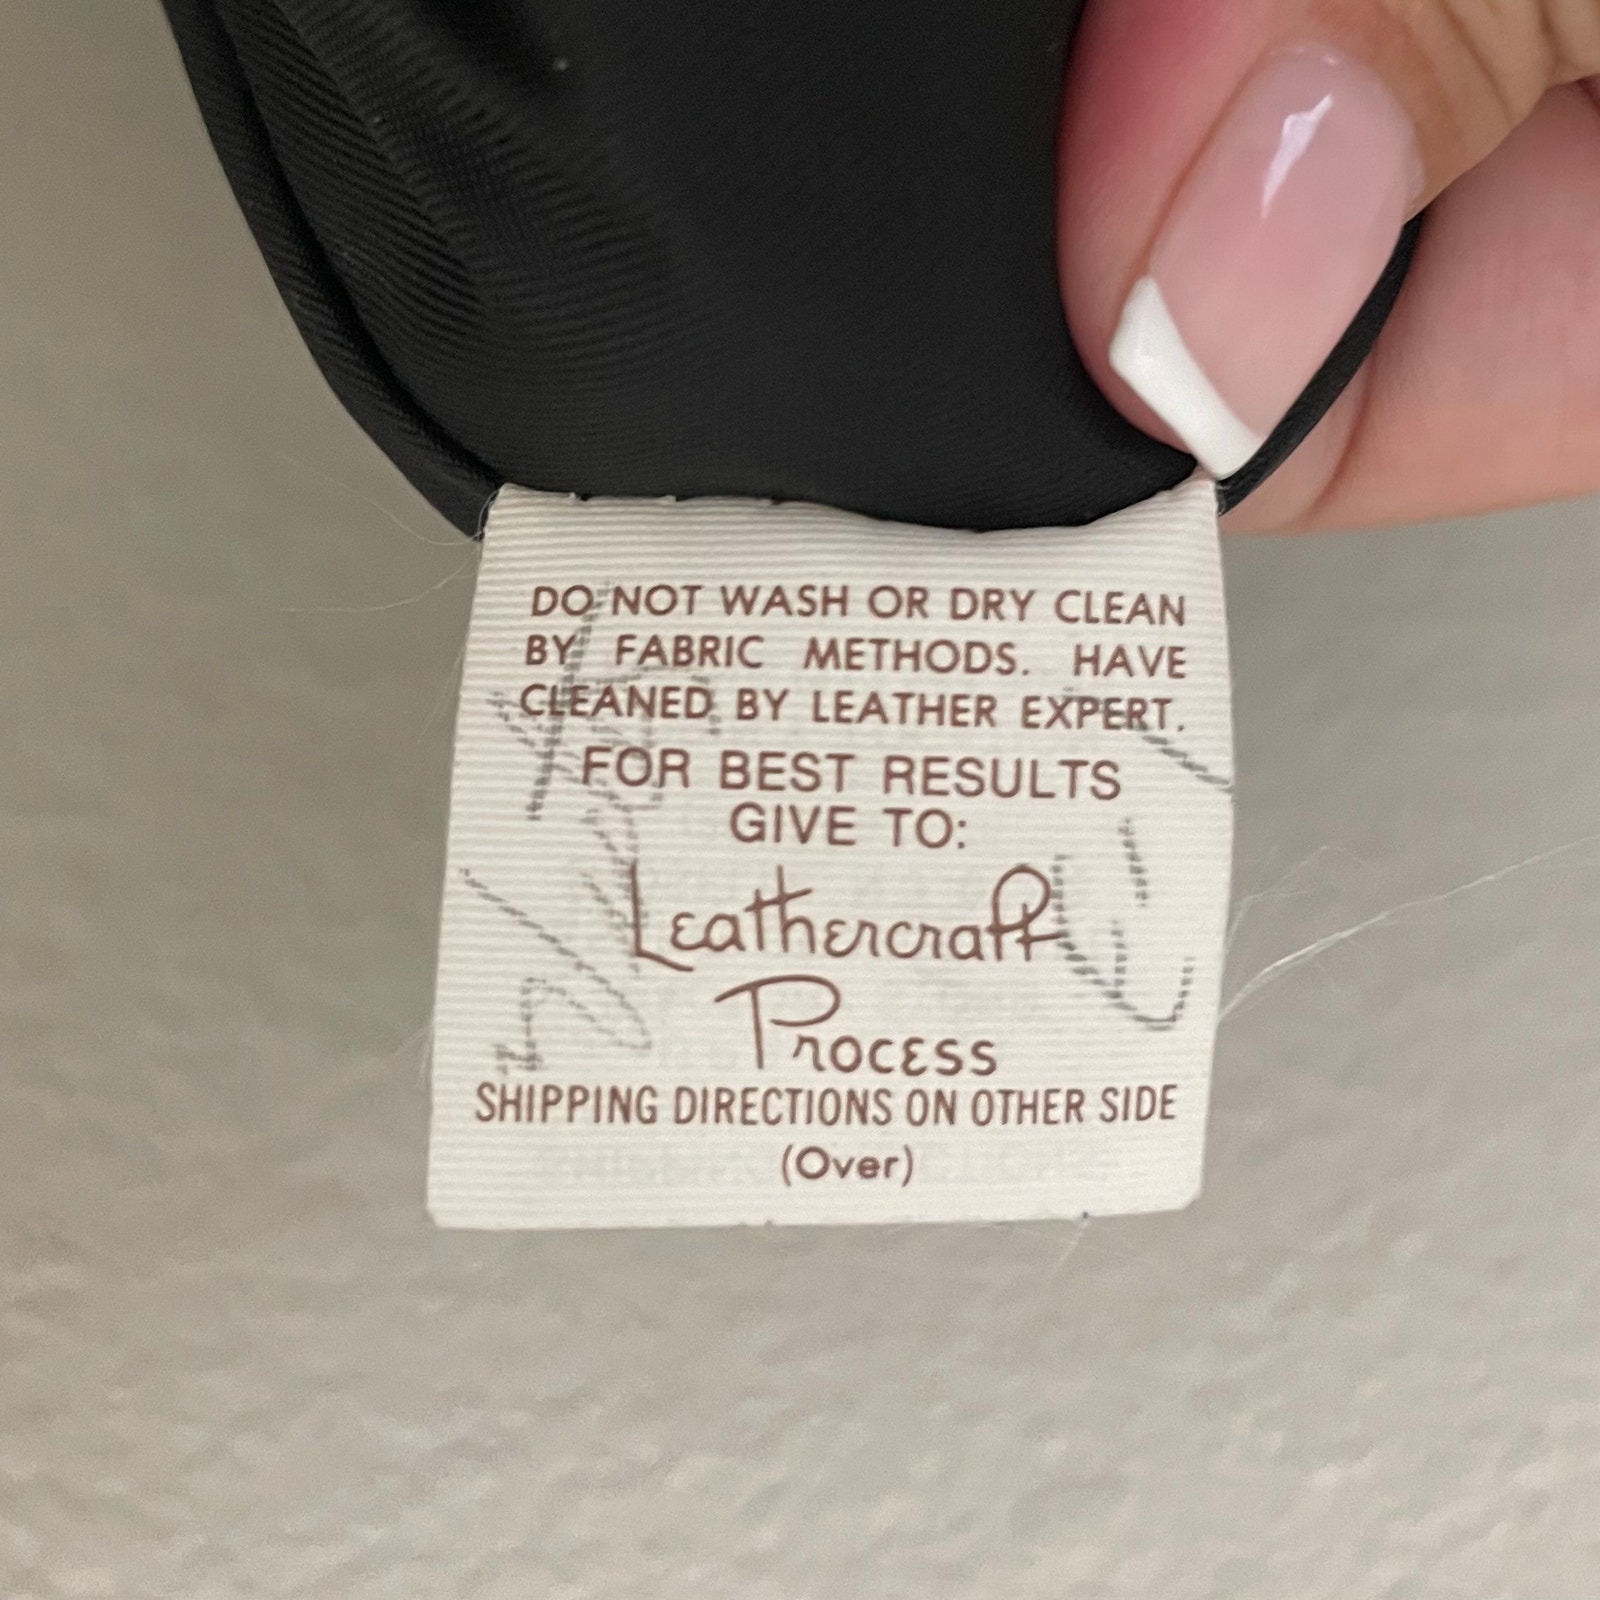 DO NOT WASH OR DRY CLEAN
BY FABRIC METHODS. HAVE
CLEANED BY LEATHER EXPERT.
FOR BEST RESULTS
GIVE TO:
Leathercraft
Process
SHIPPING DIRECTIONS ON OTHER SIDE
(Over)